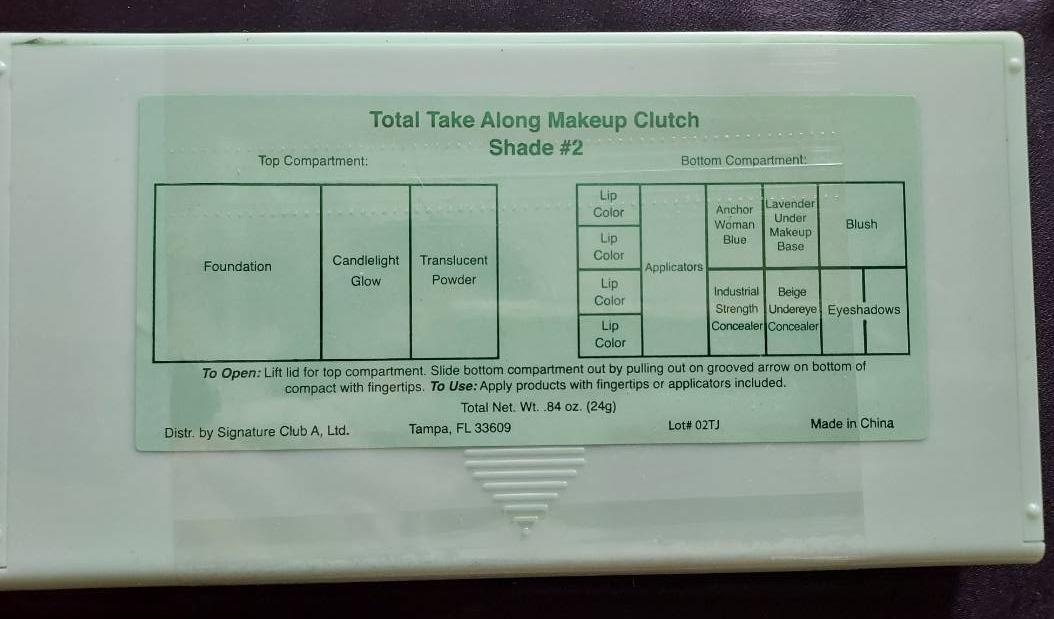 Total Take Along Makeup Clutch
Shade #2
Top Compartment:
Foundation
Candlelight
Glow
Translucent
Powder
Bottom Compartment:
Lip
Color
Lip
Color
Lip
Color
Lip
Color
Applicators
Anchor
Woman
Blue
Lavender
Under
Makeup
Base
Blush
Industrial
Strength
Concealer
Beige
Undereye
Concealer
Eyeshadows
To Open: Lift lid for top compartment. Slide bottom compartment out by pulling out on grooved arrow on bottom of
compact with fingertips. To Use: Apply products with fingertips or applicators included.
Total Net. Wt. .84 oz. (24g)
Distr. by Signature Club A, Ltd. Tampa, FL 33609 Lot# 02TJ Made in China